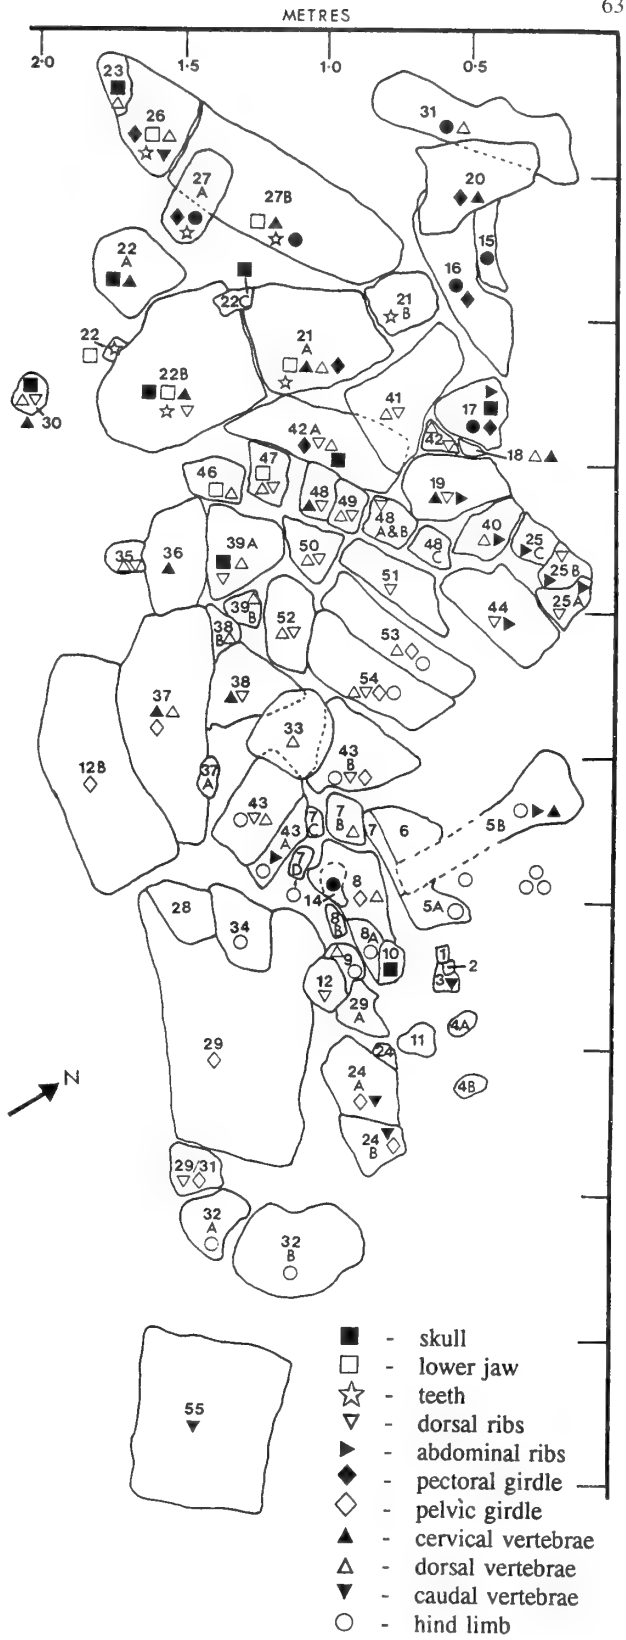 METRES 63
2·0 1·5 1·0 0·5
23
26
31
27
A
27B
20
15
16
22
A
22C
21
B
22
21
A
22B
30
41
17
42A
42
18
46
47
48
49
48
A&B
19
48
C
40
25
C
25 B
25A
35
36
39A
50
51
44
39
B
38
B
52
53
54
38
37
33
12B
37
A
43
B
43
43
A
7
C
7
B
7
6
5B
7
D
14
8
5A
28
34
8
B
8A
9
10
1
2
3
12
29
A
11
4A
24
4B
29
24
A
24
B
N
29/31
32
A
32
B
55
- skull
- lower jaw
- teeth
- dorsal ribs
- abdominal ribs
- pectoral girdle
- pelvic girdle
- cervical vertebrae
- dorsal vertebrae
- caudal vertebrae
- hind limb